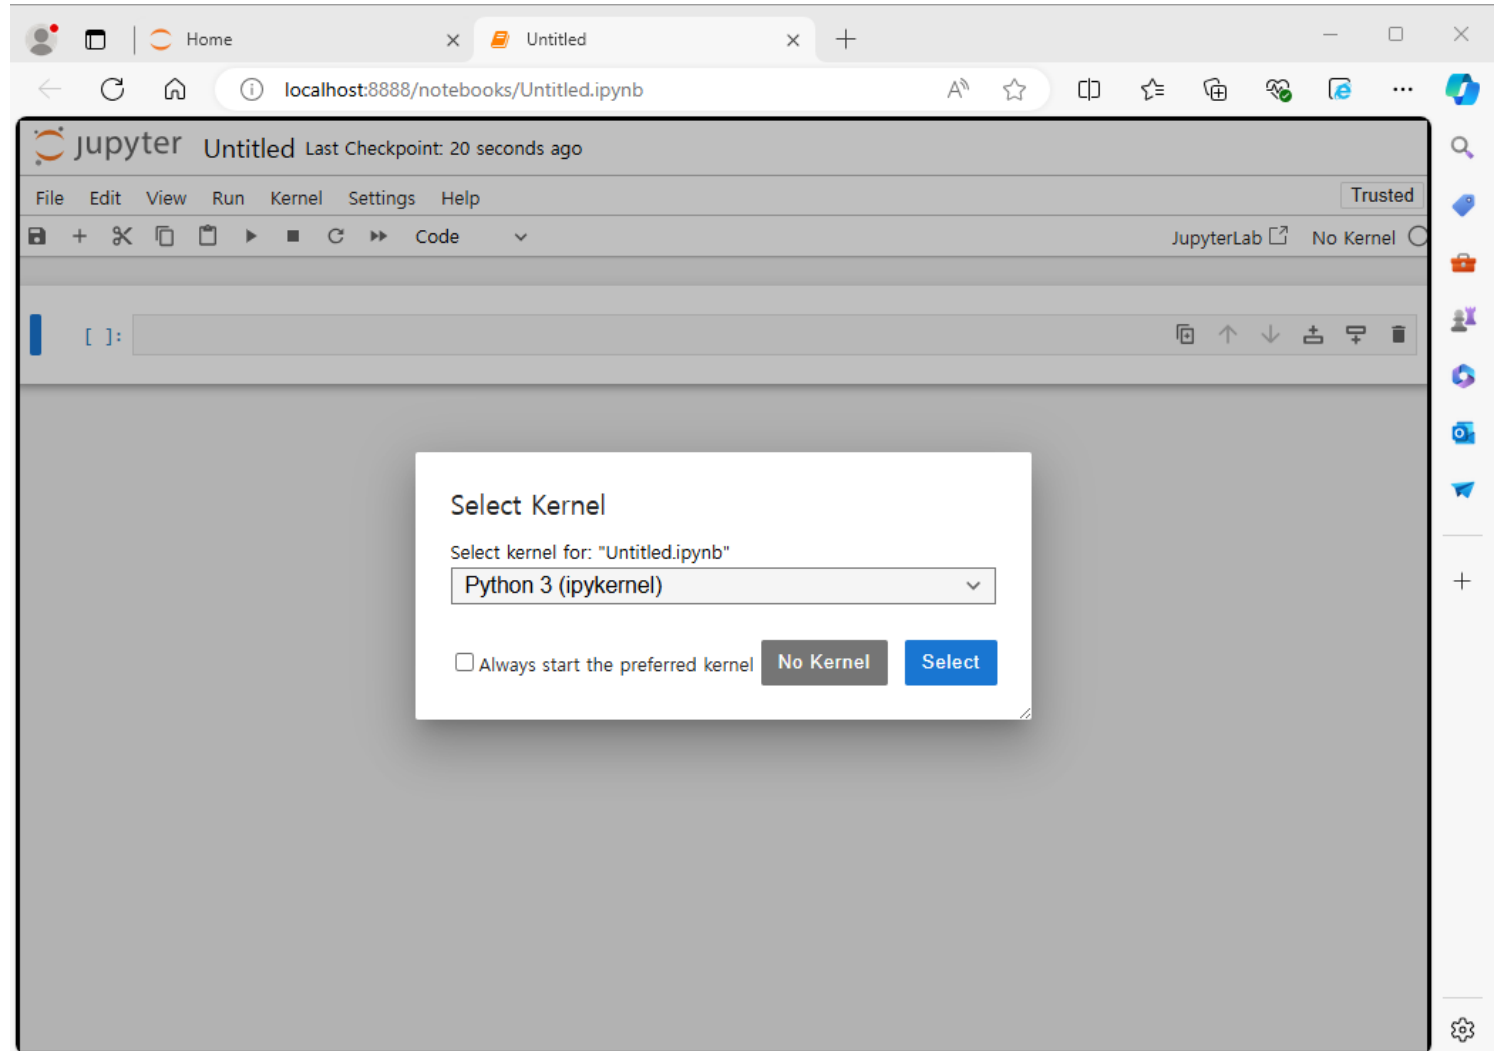 Home
Untitled
localhost:8888/notebooks/Untitled.ipynb
jupyter Untitled Last Checkpoint: 20 seconds ago
File Edit View Run Kernel Settings Help Trusted
Code JupyterLab No Kernel
[ ]:
Select Kernel
Select kernel for: "Untitled.ipynb"
Python 3 (ipykernel)
Always start the preferred kernel No Kernel Select